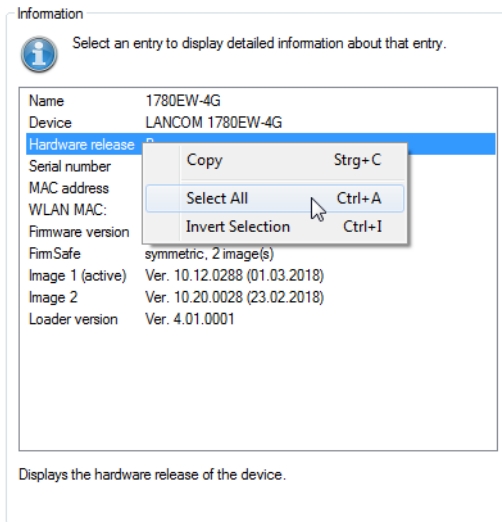 Information
Select an entry to display detailed information about that entry.
Name 1780EW-4G
Device LANCOM 1780EW-4G
Hardware release
Serial number
MAC address
WLAN MAC:
Firmware version
Copy Strg+C
Select All Ctrl+A
Invert Selection Ctrl+I
FirmSafe symmetric, 2 image(s)
Image 1 (active) Ver. 10.12.0288 (01.03.2018)
Image 2 Ver. 10.20.0028 (23.02.2018)
Loader version Ver. 4.01.0001
Displays the hardware release of the device.